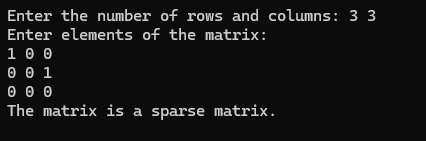 Enter the number of rows and columns: 3 3
Enter elements of the matrix:
1 0 0
0 0 1
0 0 0
The matrix is a sparse matrix.